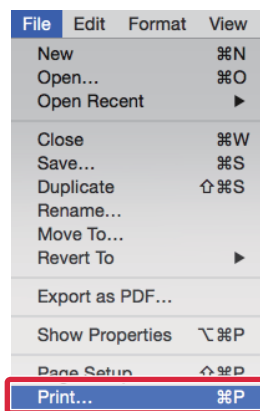 File Edit Format View
New ⌘N
Open... ⌘O
Open Recent ▶
Close ⌘W
Save... ⌘S
Duplicate ⇧⌘S
Rename...
Move To...
Revert To ▶
Export as PDF...
Show Properties ⌥⌘P
Page Setup ⇧⌘P
Print... ⌘P